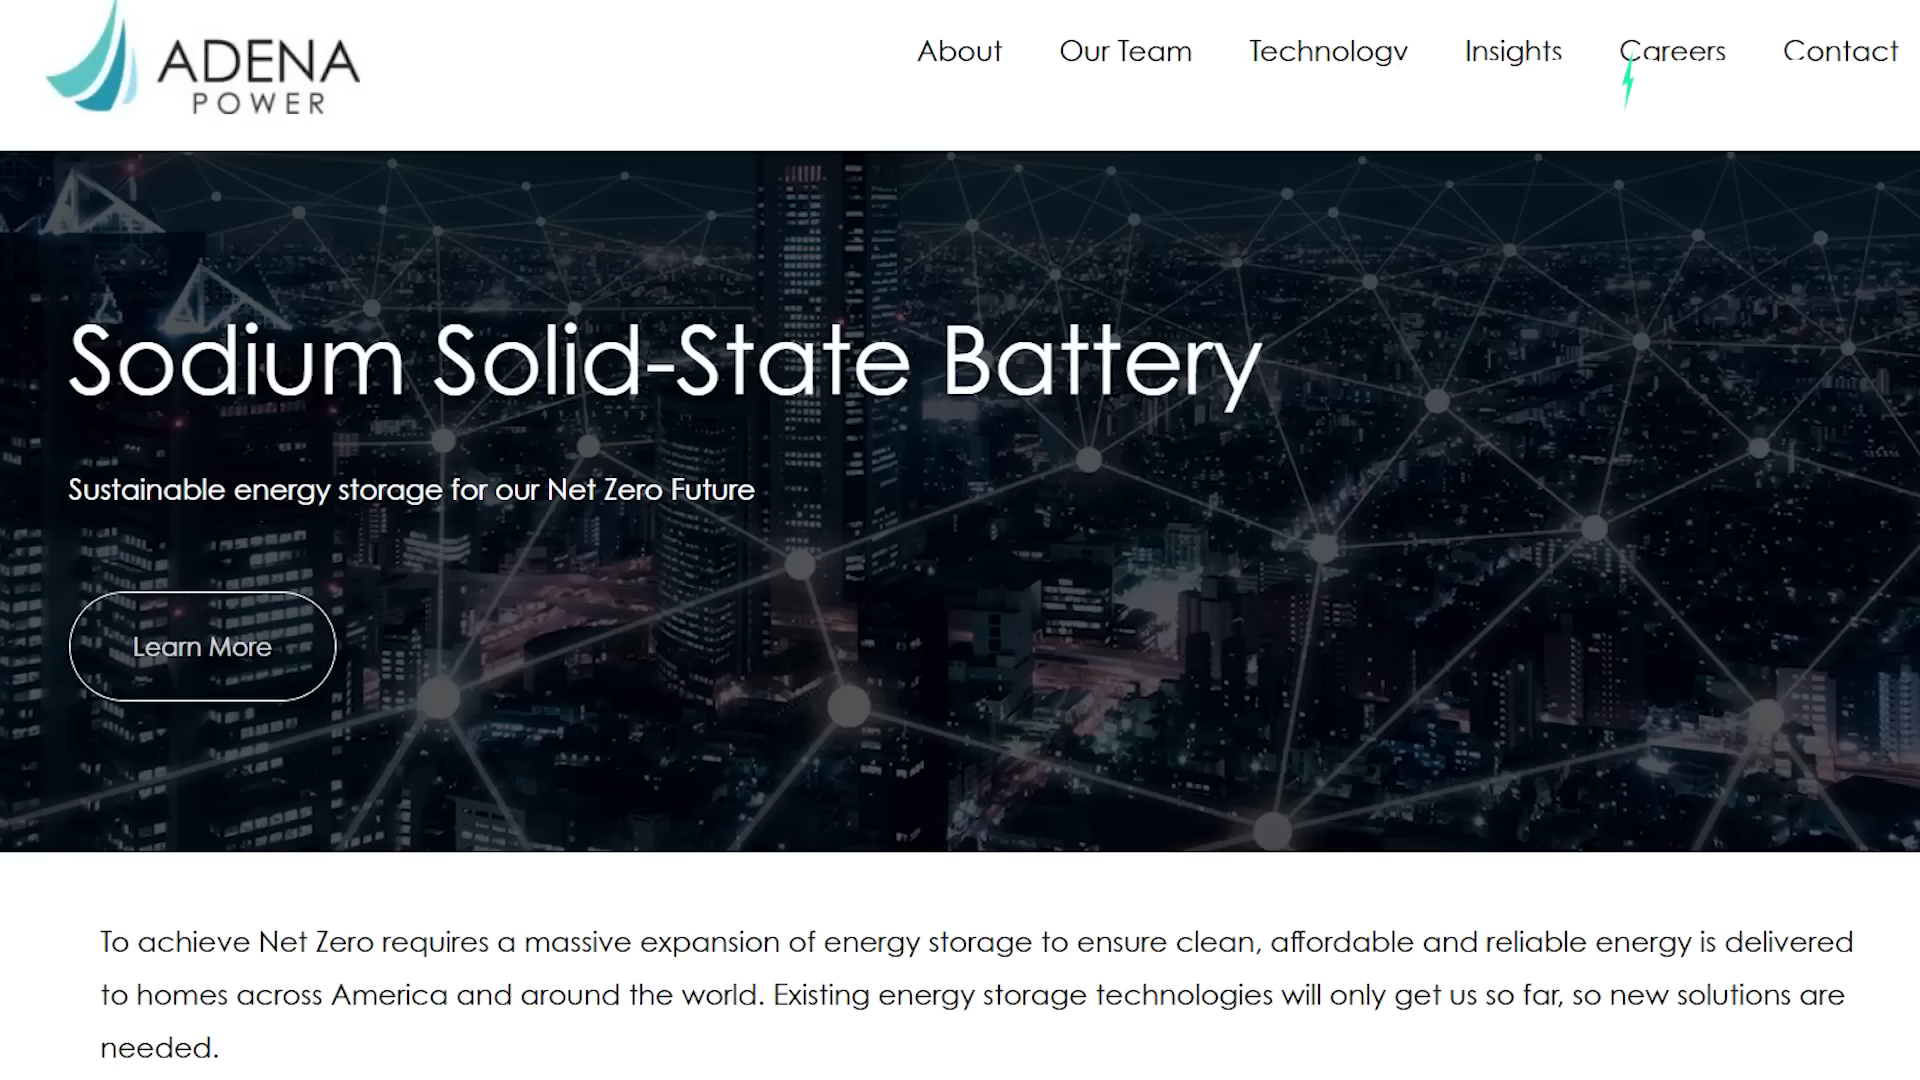 ADENA
POWER
About Our Team Technology Insights Careers Contact
Sodium Solid-State Battery
Sustainable energy storage for our Net Zero Future
Learn More
To achieve Net Zero requires a massive expansion of energy storage to ensure clean, affordable and reliable energy is delivered
to homes across America and around the world. Existing energy storage technologies will only get us so far, so new solutions are
needed.